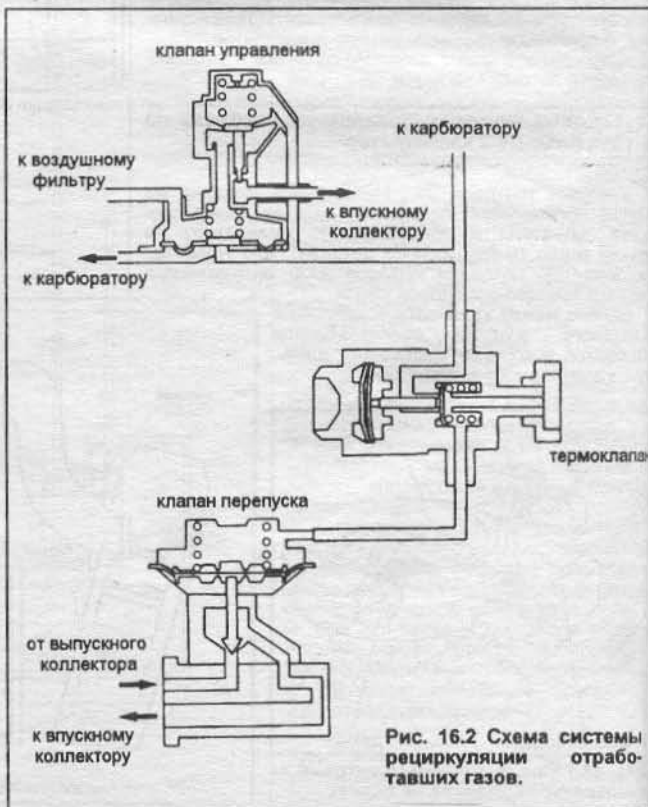 клапан управления
к карбюратору
к воздушному
фильтру
к впускному
коллектору
к карбюратору
термоклапан
клапан перепуска
от выпускного
коллектора
к впускному
коллектору
Рис. 16.2 Схема системы
рециркуляции отрабо-
тавших газов.